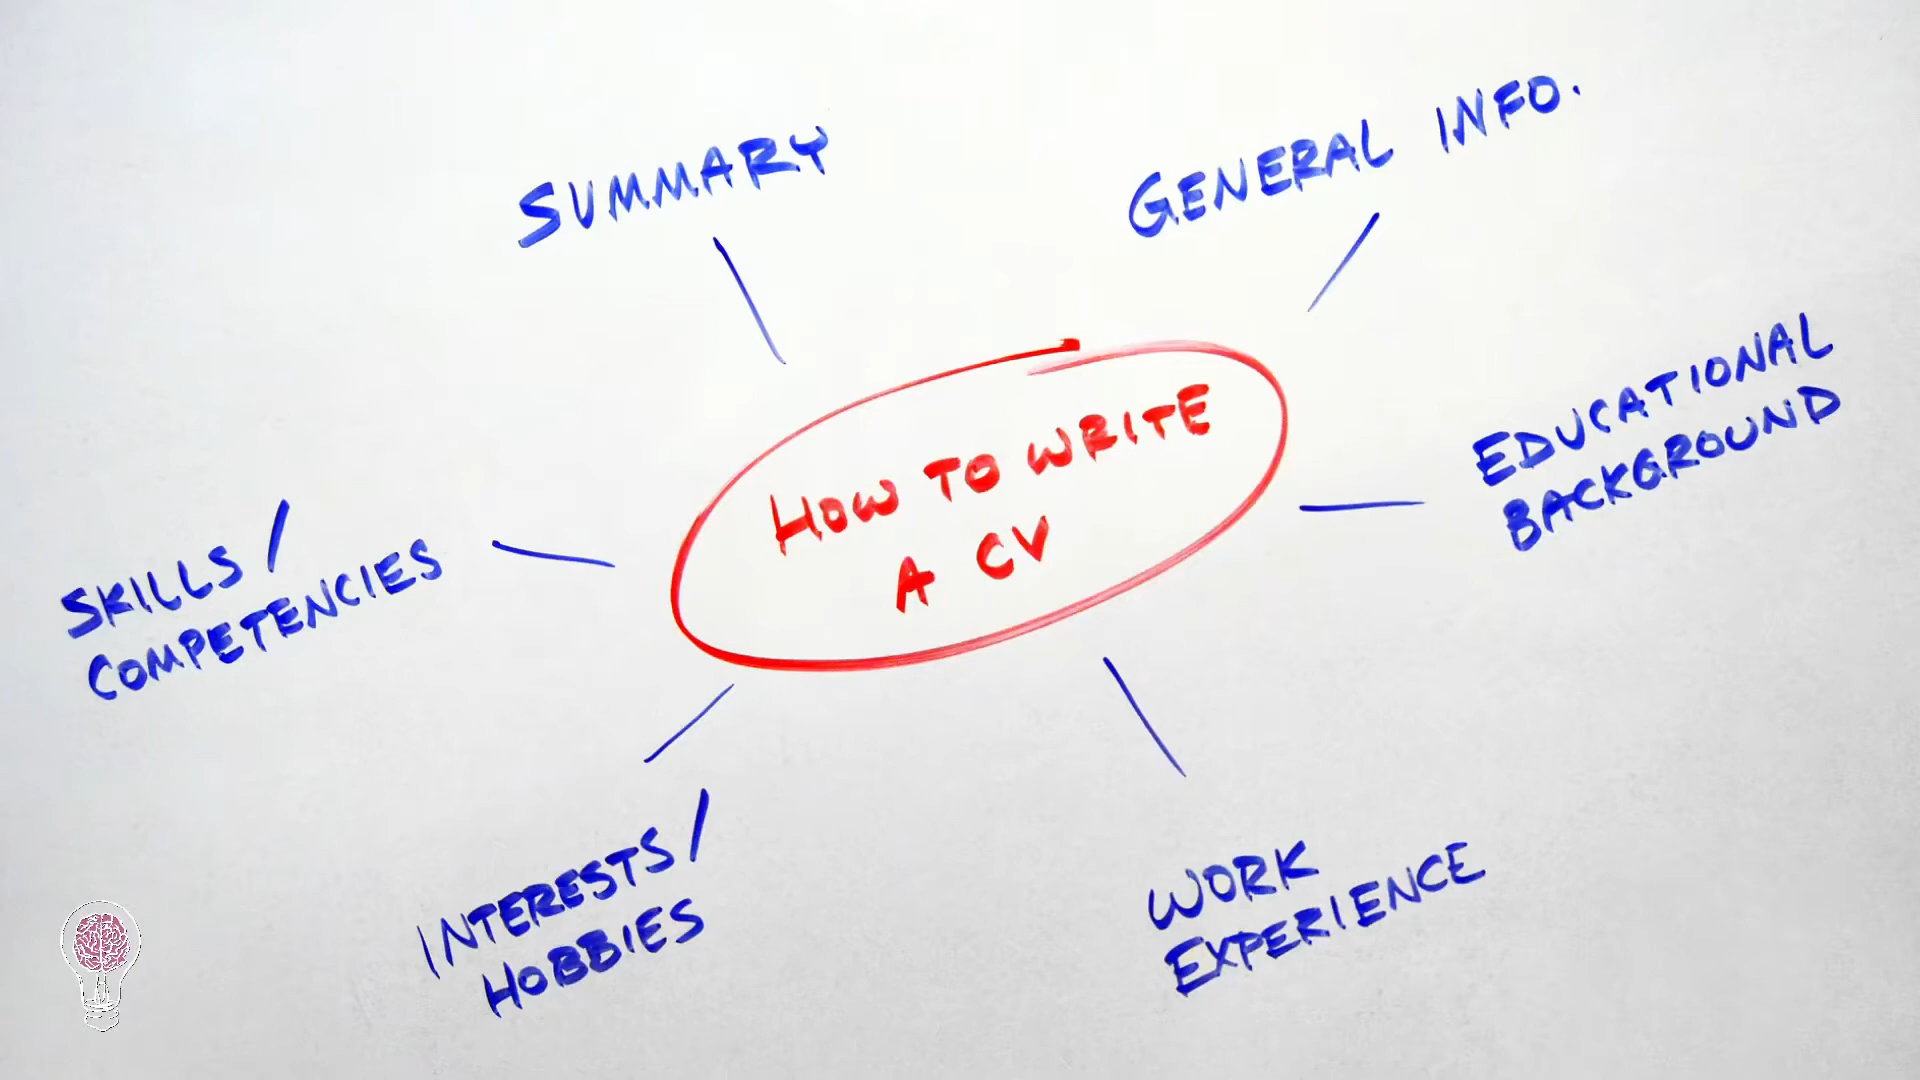 SUMMARY
GENERAL INFO.
EDUCATIONAL
BACKGROUND
HOW TO WRITE
A CV
SKILLS /
COMPETENCIES
INTERESTS /
HOBBIES
WORK
EXPERIENCE